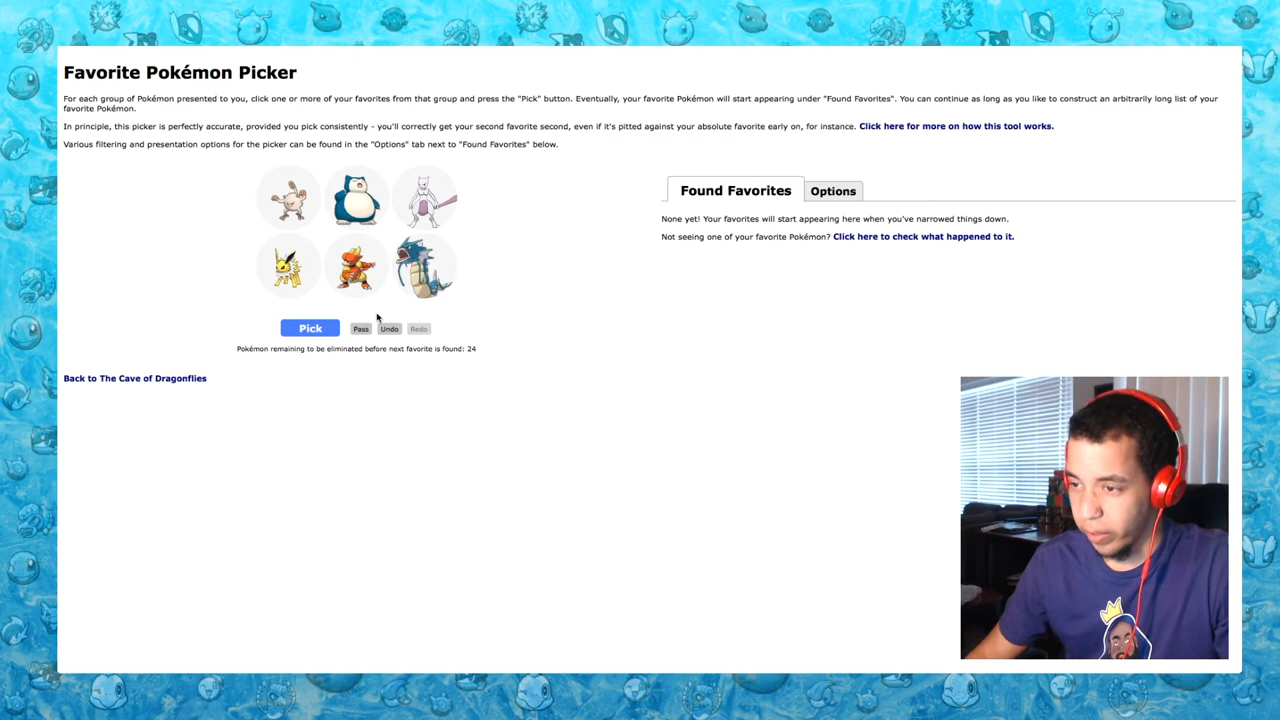 Favorite Pokémon Picker
For each group of Pokémon presented to you, click one or more of your favorites from that group and press the "Pick" button. Eventually, your favorite Pokémon will start appearing under "Found Favorites". You can continue as long as you like to construct an arbitrarily long list of your
favorite Pokémon.
In principle, this picker is perfectly accurate, provided you pick consistently - you'll correctly get your second favorite second, even if it's pitted against your absolute favorite early on, for instance. Click here for more on how this tool works.
Various filtering and presentation options for the picker can be found in the "Options" tab next to "Found Favorites" below.
Pick Pass Undo Redo
Pokémon remaining to be eliminated before next favorite is found: 24
Found Favorites Options
None yet! Your favorites will start appearing here when you've narrowed things down.
Not seeing one of your favorite Pokémon? Click here to check what happened to it.
Back to The Cave of Dragonflies